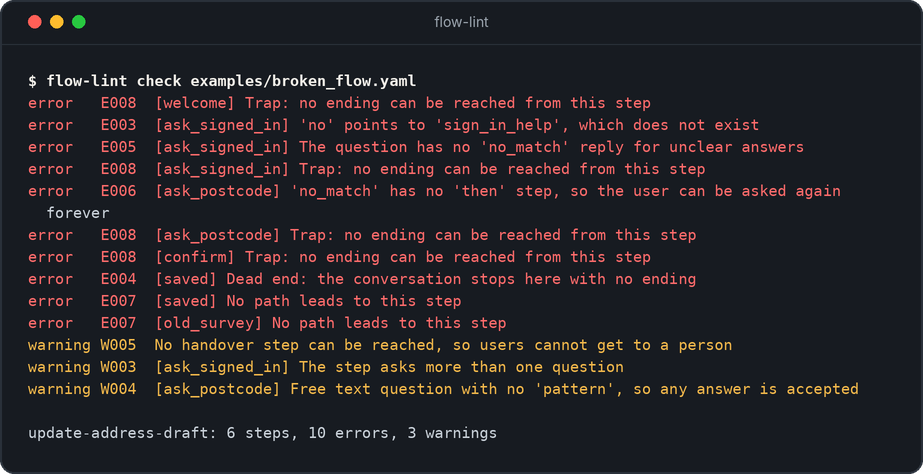 flow-lint
$ flow-lint check examples/broken_flow.yaml
error   E008  [welcome] Trap: no ending can be reached from this step
error   E003  [ask_signed_in] 'no' points to 'sign_in_help', which does not exist
error   E005  [ask_signed_in] The question has no 'no_match' reply for unclear answers
error   E008  [ask_signed_in] Trap: no ending can be reached from this step
error   E006  [ask_postcode] 'no_match' has no 'then' step, so the user can be asked again
  forever
error   E008  [ask_postcode] Trap: no ending can be reached from this step
error   E008  [confirm] Trap: no ending can be reached from this step
error   E004  [saved] Dead end: the conversation stops here with no ending
error   E007  [saved] No path leads to this step
error   E007  [old_survey] No path leads to this step
warning W005  No handover step can be reached, so users cannot get to a person
warning W003  [ask_signed_in] The step asks more than one question
warning W004  [ask_postcode] Free text question with no 'pattern', so any answer is accepted
update-address-draft: 6 steps, 10 errors, 3 warnings